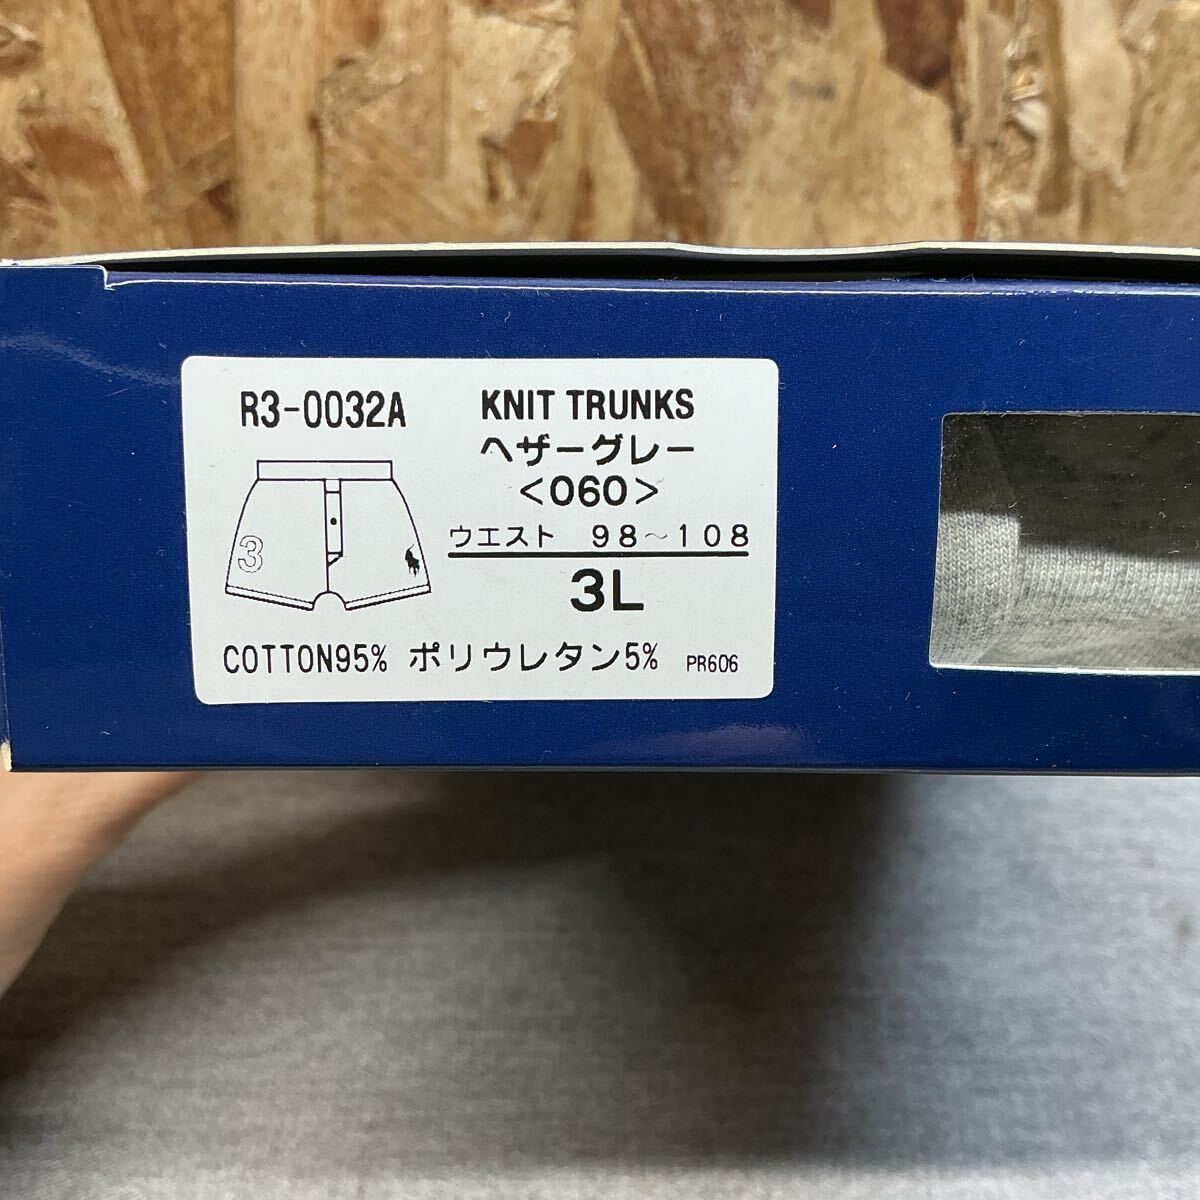 R3-0032A
KNIT TRUNKS
ヘザーグレー
<060>
ウエスト 98~108
3L
3
COTTON95% ポリウレタン5% PR606